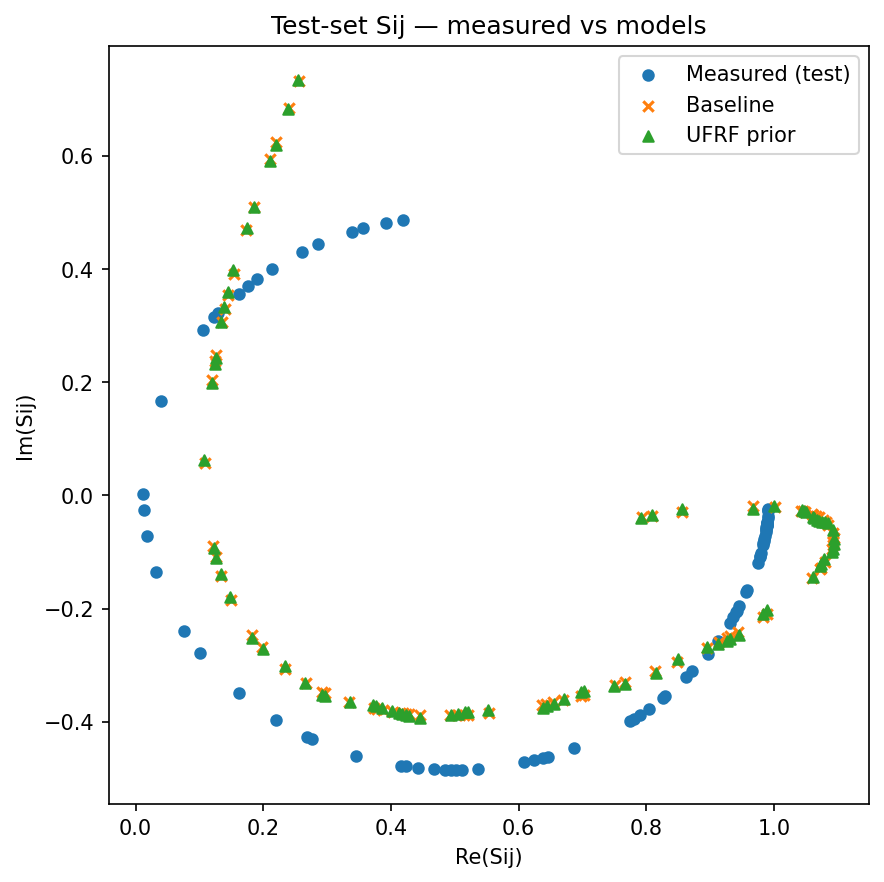 Test-set Sij — measured vs models
Measured (test)
Baseline
UFRF prior
Im(Sij)
0.6
0.4
0.2
0.0
−0.2
−0.4
0.0 0.2 0.4 0.6 0.8 1.0
Re(Sij)